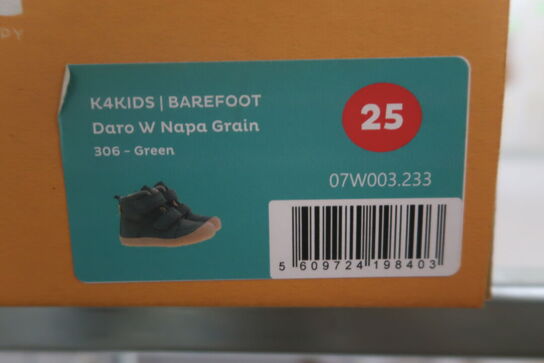 K4KIDS | BAREFOOT
Daro W Napa Grain
306 - Green
25
07W003.233
5 609724 198403